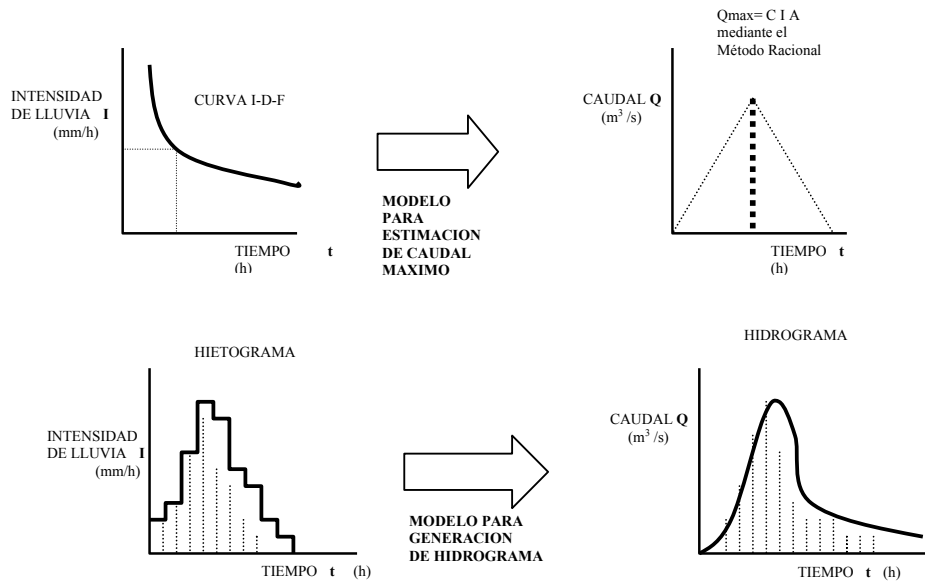 Qmax= C I A
mediante el
Método Racional
INTENSIDAD
DE LLUVIA I
(mm/h)
CURVA I-D-F
CAUDAL Q
(m³ /s)
MODELO
PARA
ESTIMACION
DE CAUDAL
MAXIMO
TIEMPO t
(h)
TIEMPO t
(h)
HIETOGRAMA
HIDROGRAMA
INTENSIDAD
DE LLUVIA I
(mm/h)
CAUDAL Q
(m³ /s)
MODELO PARA
GENERACION
DE HIDROGRAMA
TIEMPO t (h)
TIEMPO t (h)